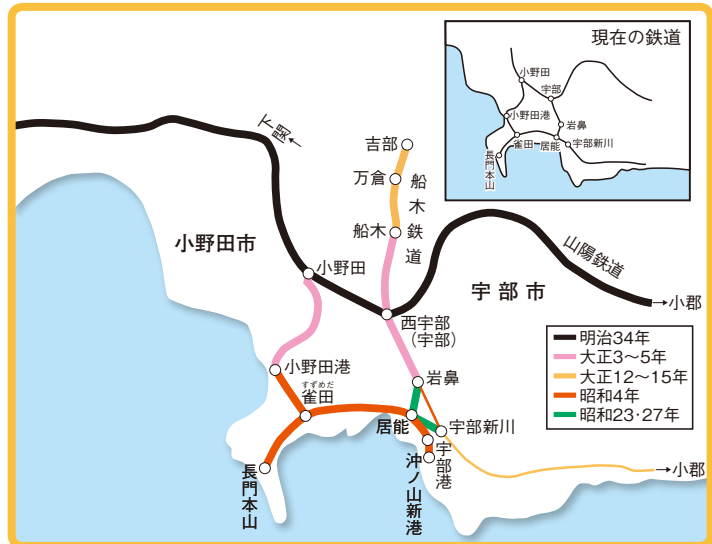 現在の鉄道
小野田
宇部
小野田港
岩鼻
雀田
居能
宇部新川
長門本山
下関←
吉部
万倉
船木鉄道
船木
小野田市
小野田
山陽鉄道
宇部市
→小郡
西宇部
(宇部)
小野田港
岩鼻
すずめだ
雀田
居能
宇部新川
宇部港
沖ノ山新港
長門本山
→小郡
明治34年
大正3〜5年
大正12〜15年
昭和4年
昭和23・27年